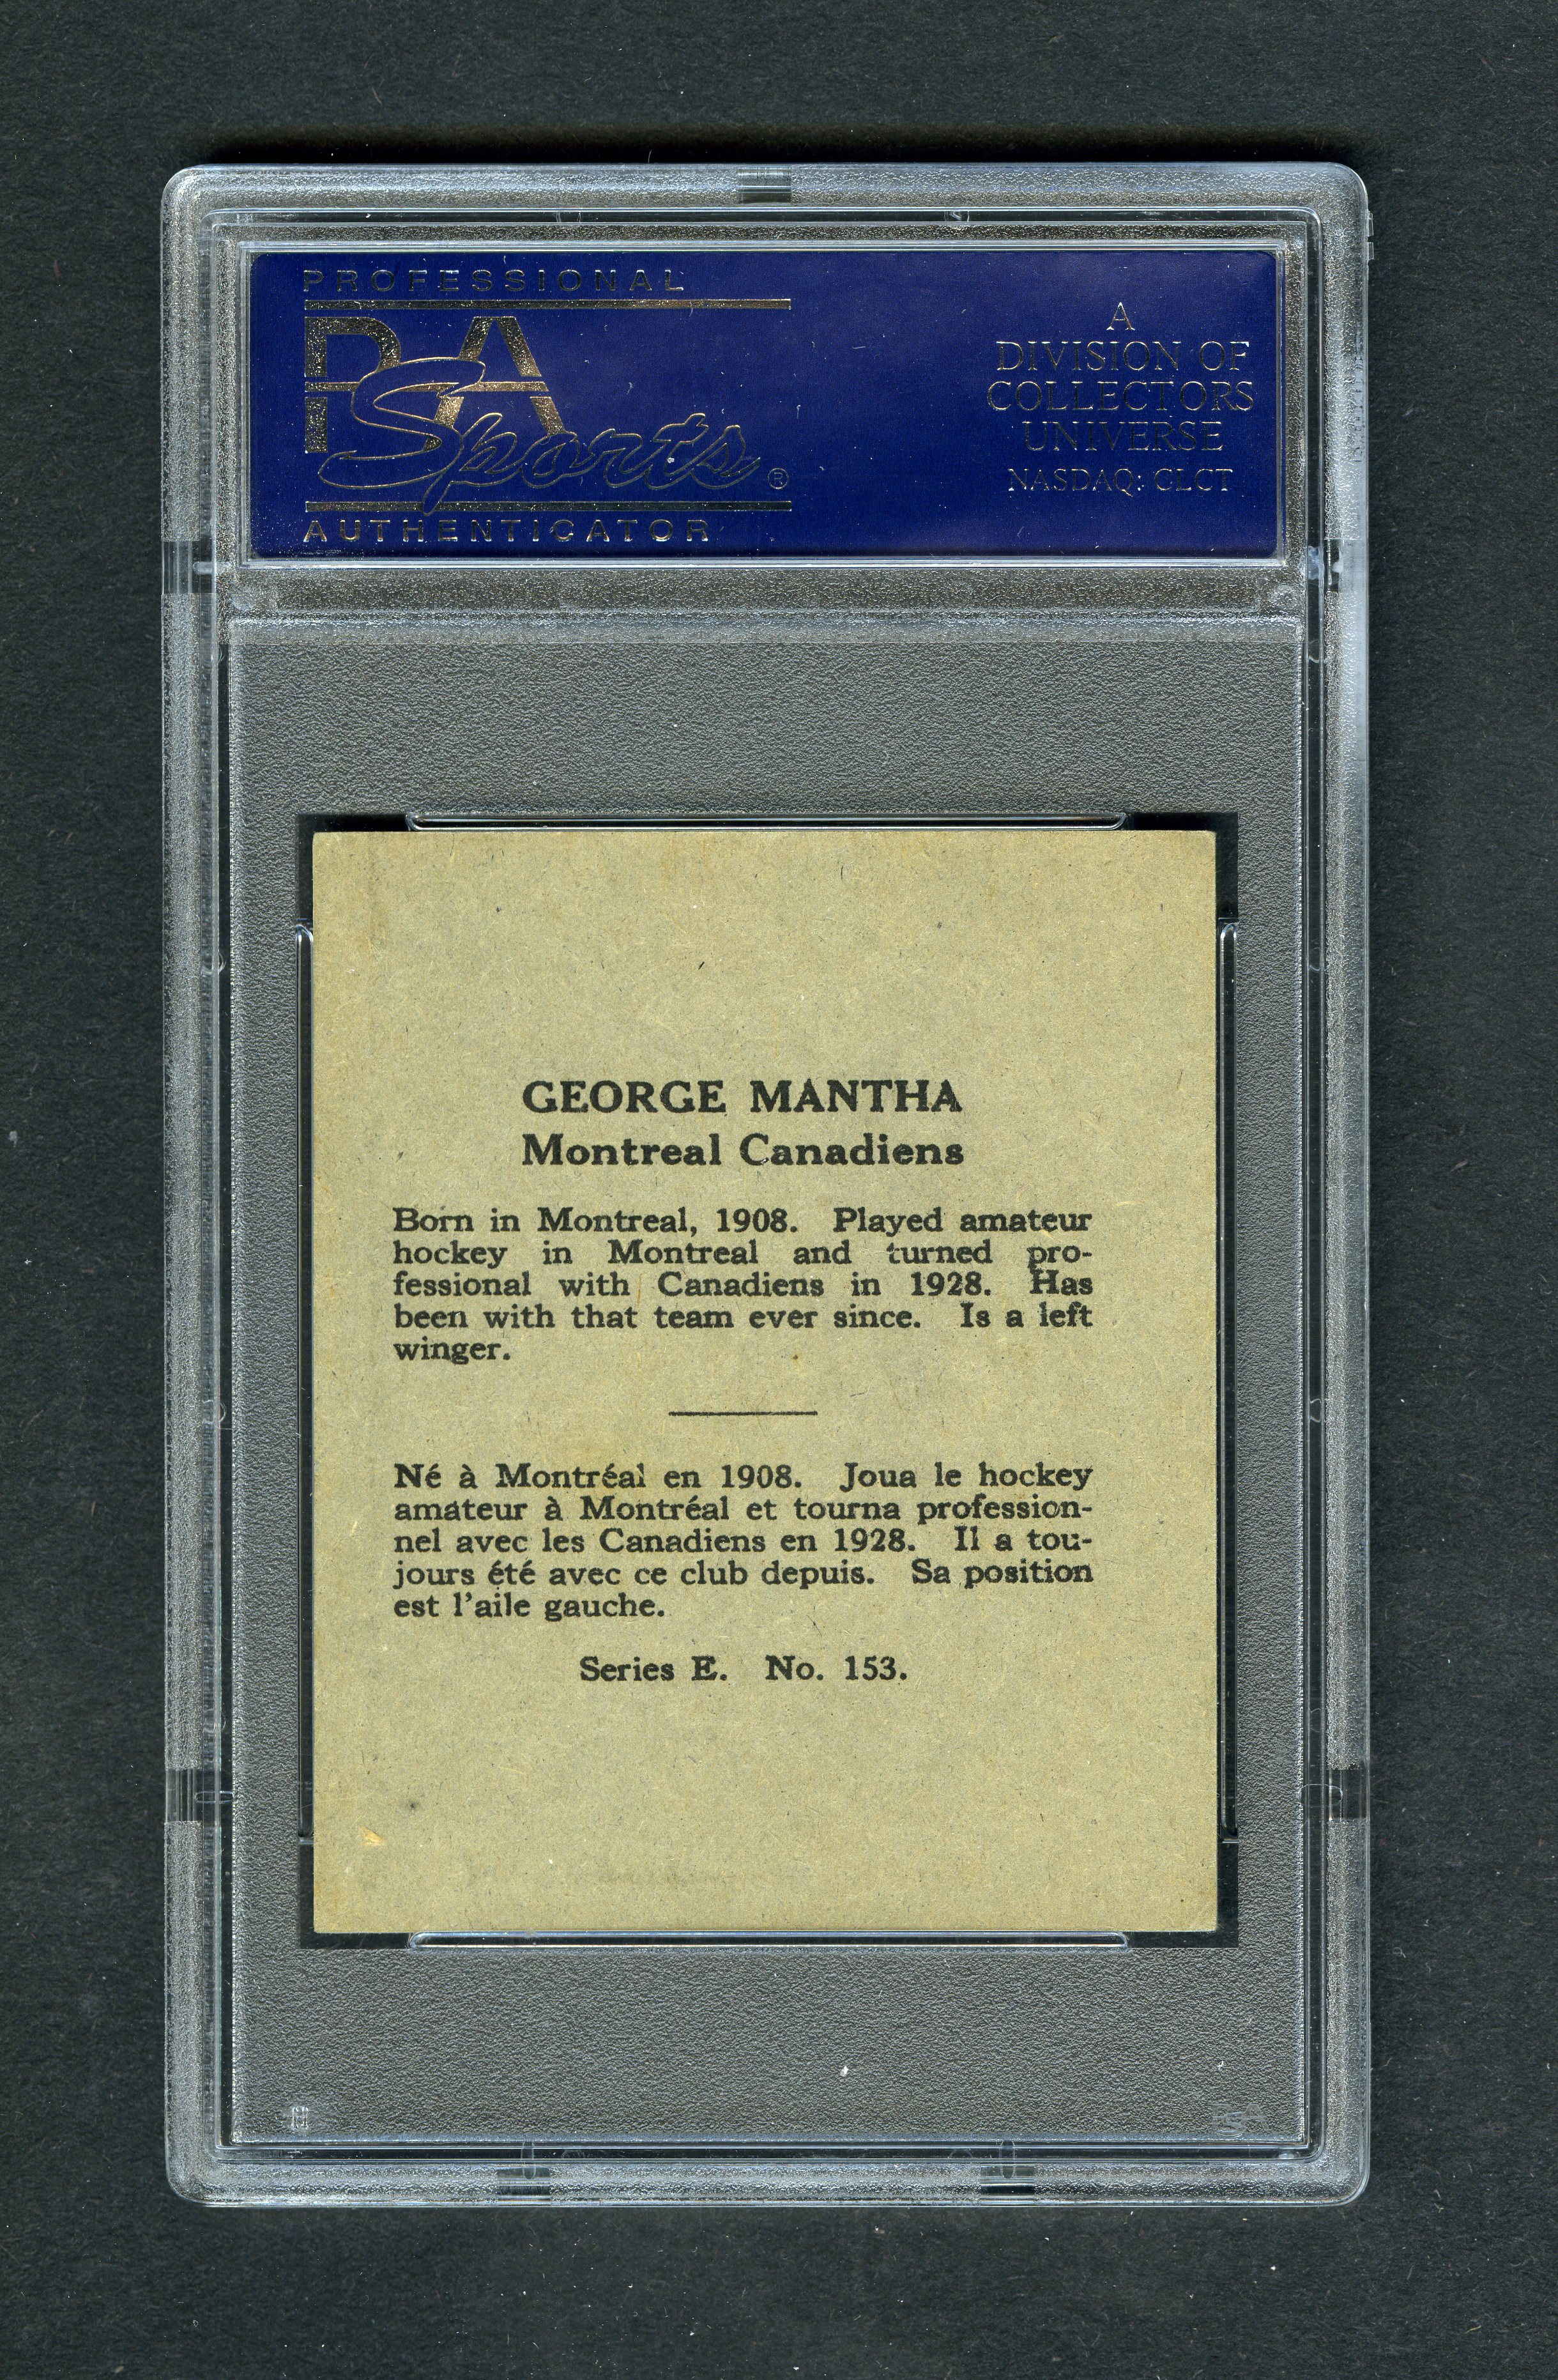 PROFESSIONAL
PSA
Sports®
AUTHENTICATOR
A
DIVISION OF
COLLECTORS
UNIVERSE
NASDAQ: CLCT
GEORGE MANTHA
Montreal Canadiens
Born in Montreal, 1908. Played amateur
hockey in Montreal and turned pro-
fessional with Canadiens in 1928. Has
been with that team ever since. Is a left
winger.
Né à Montréal en 1908. Joua le hockey
amateur à Montréal et tourna profession-
nel avec les Canadiens en 1928. Il a tou-
jours été avec ce club depuis. Sa position
est l'aile gauche.
Series E. No. 153.